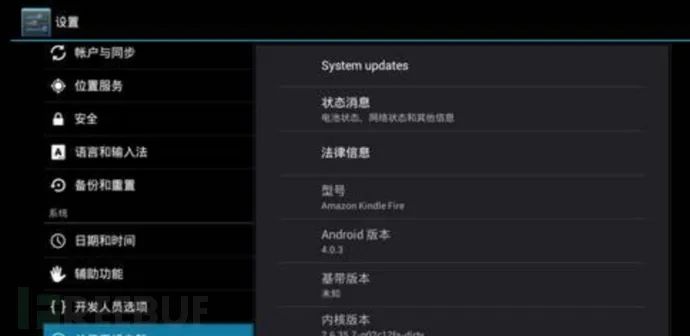 设置
帐户与同步
位置服务
安全
语言和输入法
备份和重置
系统
日期和时间
辅助功能
{ } 开发人员选项
System updates
状态消息
电池状态、网络状态和其他信息
法律信息
型号
Amazon Kindle Fire
Android 版本
4.0.3
基带版本
未知
内核版本